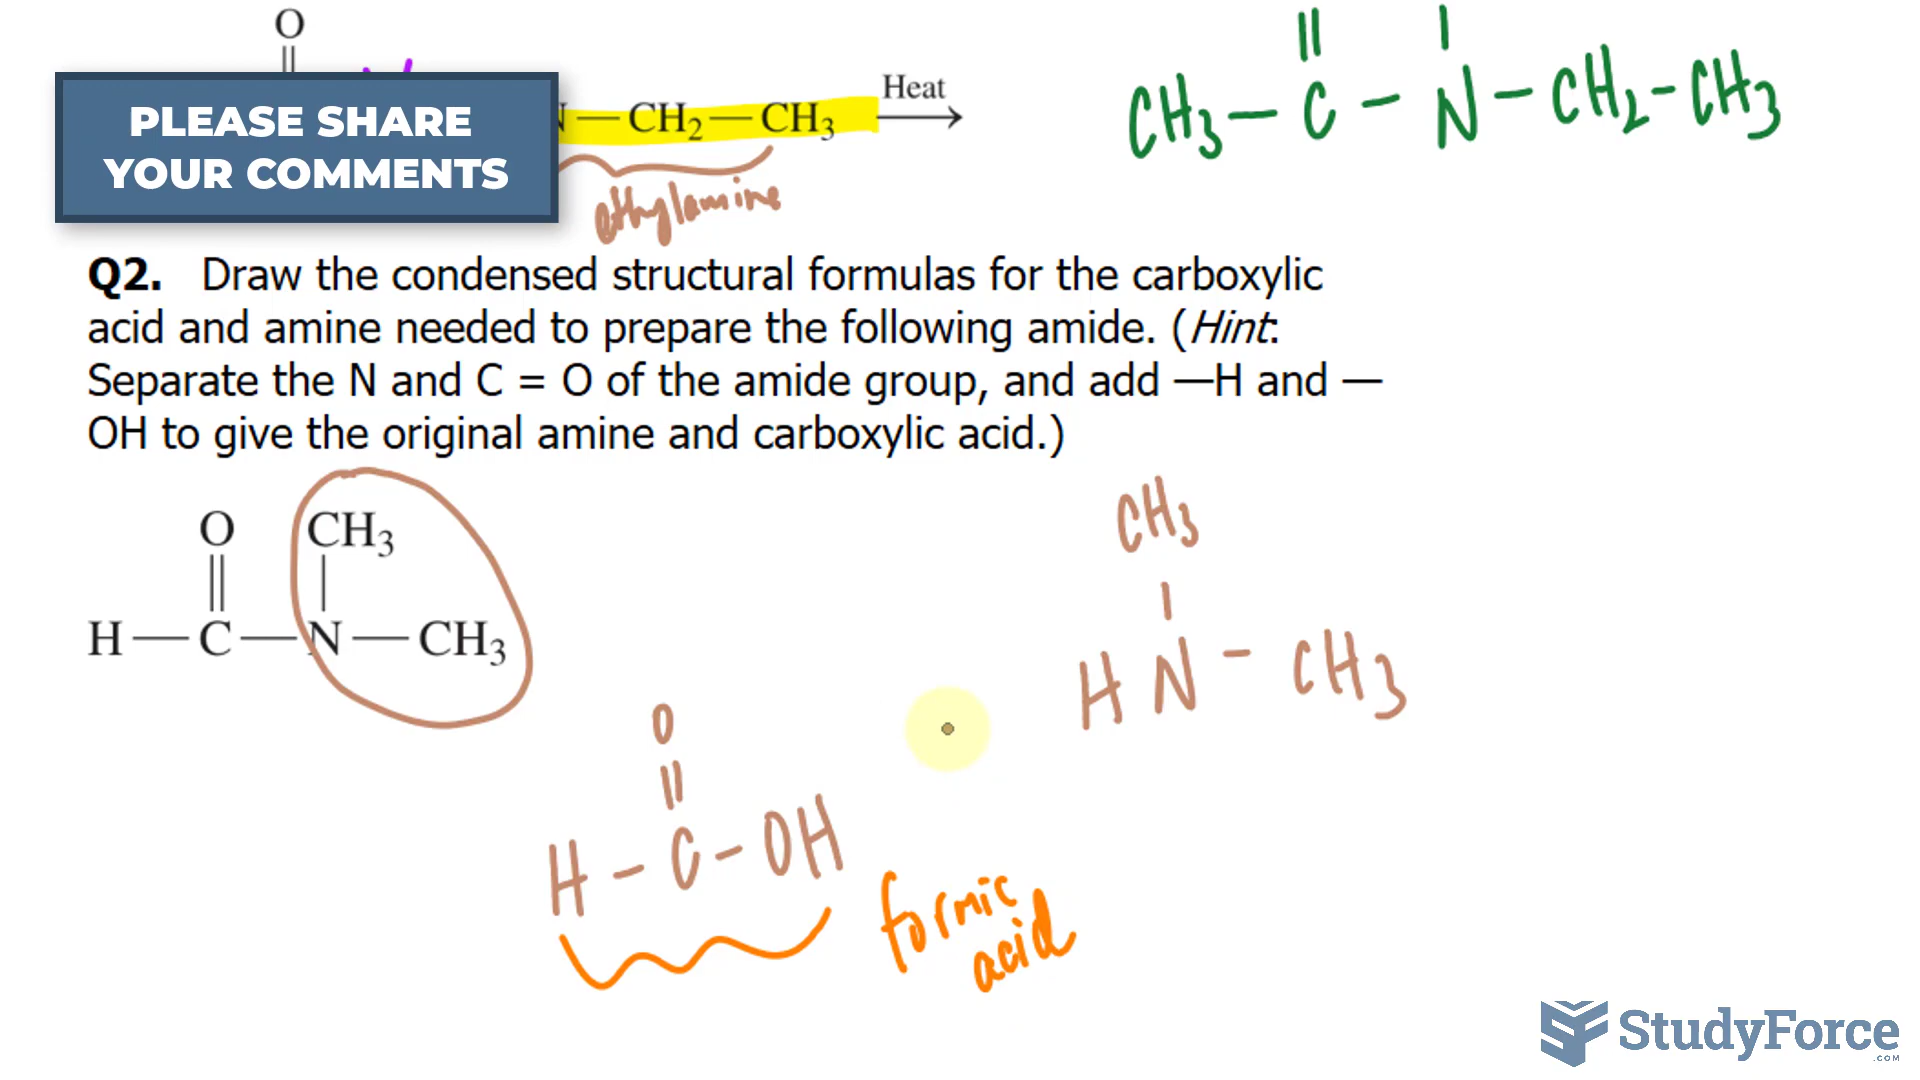 O
||
PLEASE SHARE
YOUR COMMENTS
— CH2 — CH3
Heat
ethylamine
||
CH3 — C — N — CH2 - CH3
Q2. Draw the condensed structural formulas for the carboxylic
acid and amine needed to prepare the following amide. (Hint:
Separate the N and C = O of the amide group, and add —H and —
OH to give the original amine and carboxylic acid.)
O CH3
|| |
H — C — N — CH3
CH3
|
H N - CH3
O
||
H - C - OH
formic
acid
StudyForce
.COM